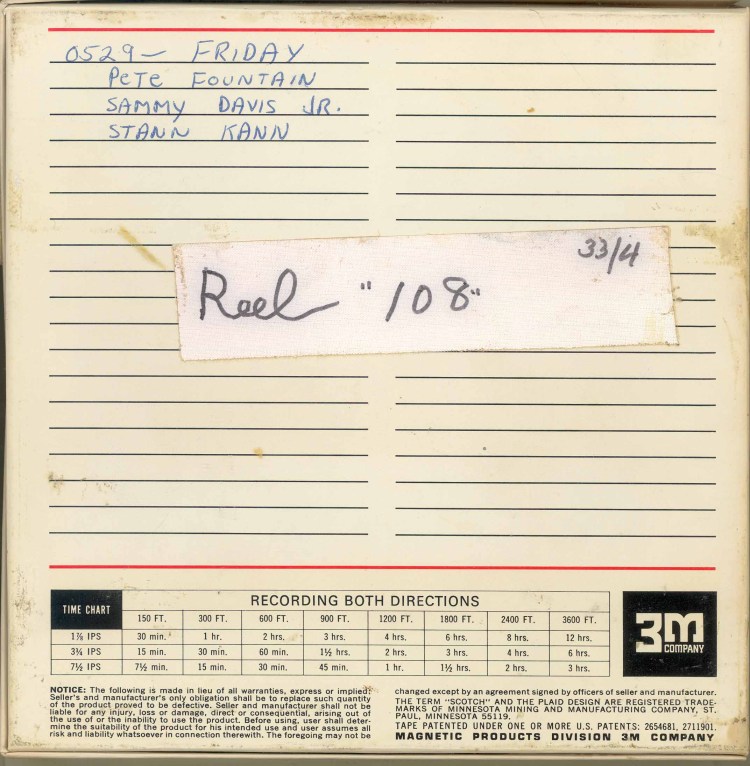 0529— FRIDAY
PETE FOUNTAIN
SAMMY DAVIS JR.
STANN KANN
33/4
Reel "108"
TIME CHART
RECORDING BOTH DIRECTIONS
150 FT. 300 FT. 600 FT. 900 FT. 1200 FT. 1800 FT. 2400 FT. 3600 FT.
1⅞ IPS 30 min. 1 hr. 2 hrs. 3 hrs. 4 hrs. 6 hrs. 8 hrs. 12 hrs.
3¾ IPS 15 min. 30 min. 60 min. 1½ hrs. 2 hrs. 3 hrs. 4 hrs. 6 hrs.
7½ IPS 7½ min. 15 min. 30 min. 45 min. 1 hr. 1½ hrs. 2 hrs. 3 hrs.
3M
COMPANY
NOTICE: The following is made in lieu of all warranties, express or implied:
Seller's and manufacturer's only obligation shall be to replace such quantity
of the product proved to be defective. Seller and manufacturer shall not be
liable for any injury, loss or damage, direct or consequential, arising out of
the use of or the inability to use the product. Before using, user shall deter-
mine the suitability of the product for his intended use and user assumes all
risk and liability whatsoever in connection therewith. The foregoing may not be
changed except by an agreement signed by officers of seller and manufacturer.
THE TERM "SCOTCH" AND THE PLAID DESIGN ARE REGISTERED TRADE-
MARKS OF MINNESOTA MINING AND MANUFACTURING COMPANY, ST.
PAUL, MINNESOTA 55119.
TAPE PATENTED UNDER ONE OR MORE U.S. PATENTS: 2654681, 2711901.
MAGNETIC PRODUCTS DIVISION 3M COMPANY